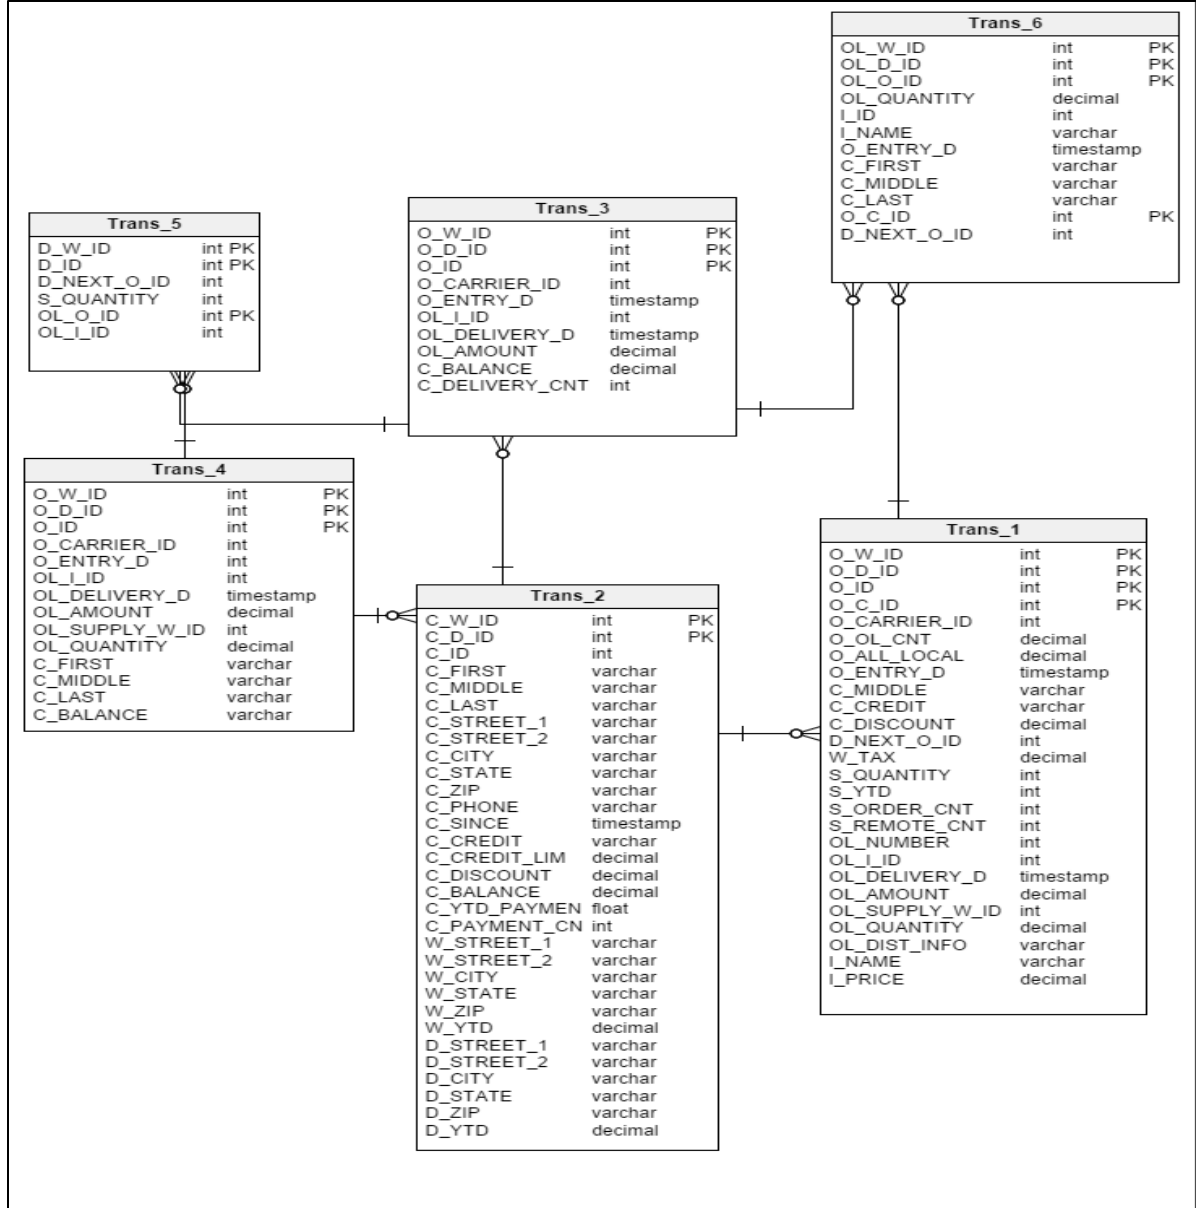 Trans_6
OL_W_ID int PK
OL_D_ID int PK
OL_O_ID int PK
OL_QUANTITY decimal
I_ID int
I_NAME varchar
O_ENTRY_D timestamp
C_FIRST varchar
C_MIDDLE varchar
C_LAST varchar
O_C_ID int PK
D_NEXT_O_ID int
Trans_5
D_W_ID int PK
D_ID int PK
D_NEXT_O_ID int
S_QUANTITY int
OL_O_ID int PK
OL_I_ID int
Trans_3
O_W_ID int PK
O_D_ID int PK
O_ID int PK
O_CARRIER_ID int
O_ENTRY_D timestamp
OL_I_ID int
OL_DELIVERY_D timestamp
OL_AMOUNT decimal
C_BALANCE decimal
C_DELIVERY_CNT int
Trans_4
O_W_ID int PK
O_D_ID int PK
O_ID int PK
O_CARRIER_ID int
O_ENTRY_D int
OL_I_ID int
OL_DELIVERY_D timestamp
OL_AMOUNT decimal
OL_SUPPLY_W_ID int
OL_QUANTITY decimal
C_FIRST varchar
C_MIDDLE varchar
C_LAST varchar
C_BALANCE varchar
Trans_2
C_W_ID int PK
C_D_ID int PK
C_ID int
C_FIRST varchar
C_MIDDLE varchar
C_LAST varchar
C_STREET_1 varchar
C_STREET_2 varchar
C_CITY varchar
C_STATE varchar
C_ZIP varchar
C_PHONE varchar
C_SINCE timestamp
C_CREDIT varchar
C_CREDIT_LIM decimal
C_DISCOUNT decimal
C_BALANCE decimal
C_YTD_PAYMEN float
C_PAYMENT_CN int
W_STREET_1 varchar
W_STREET_2 varchar
W_CITY varchar
W_STATE varchar
W_ZIP varchar
W_YTD decimal
D_STREET_1 varchar
D_STREET_2 varchar
D_CITY varchar
D_STATE varchar
D_ZIP varchar
D_YTD decimal
Trans_1
O_W_ID int PK
O_D_ID int PK
O_ID int PK
O_C_ID int PK
O_CARRIER_ID int
O_OL_CNT decimal
O_ALL_LOCAL decimal
O_ENTRY_D timestamp
C_MIDDLE varchar
C_CREDIT varchar
C_DISCOUNT decimal
D_NEXT_O_ID int
W_TAX decimal
S_QUANTITY int
S_YTD int
S_ORDER_CNT int
S_REMOTE_CNT int
OL_NUMBER int
OL_I_ID int
OL_DELIVERY_D timestamp
OL_AMOUNT decimal
OL_SUPPLY_W_ID int
OL_QUANTITY decimal
OL_DIST_INFO varchar
I_NAME varchar
I_PRICE decimal